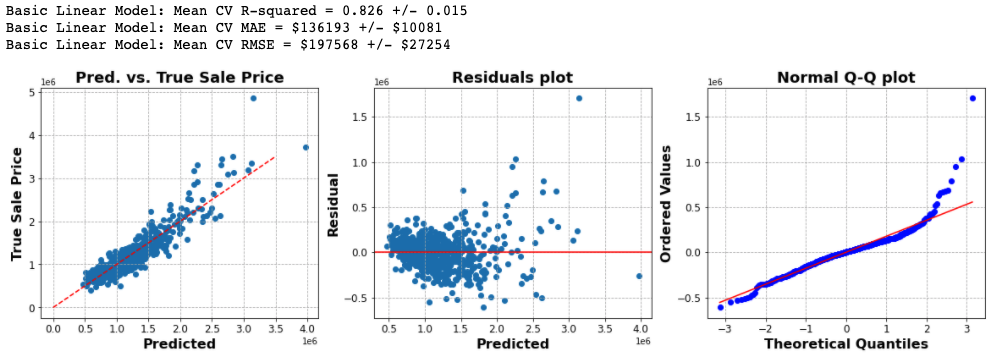 Basic Linear Model: Mean CV R-squared = 0.826 +/- 0.015
Basic Linear Model: Mean CV MAE = $136193 +/- $10081
Basic Linear Model: Mean CV RMSE = $197568 +/- $27254
Pred. vs. True Sale Price
1e6
True Sale Price
5
4
3
2
1
0
0.0 0.5 1.0 1.5 2.0 2.5 3.0 3.5 4.0
Predicted
1e6
Residuals plot
1e6
Residual
1.5
1.0
0.5
0.0
−0.5
0.5 1.0 1.5 2.0 2.5 3.0 3.5 4.0
Predicted
1e6
Normal Q-Q plot
1e6
Ordered Values
1.5
1.0
0.5
0.0
−0.5
−3 −2 −1 0 1 2 3
Theoretical Quantiles